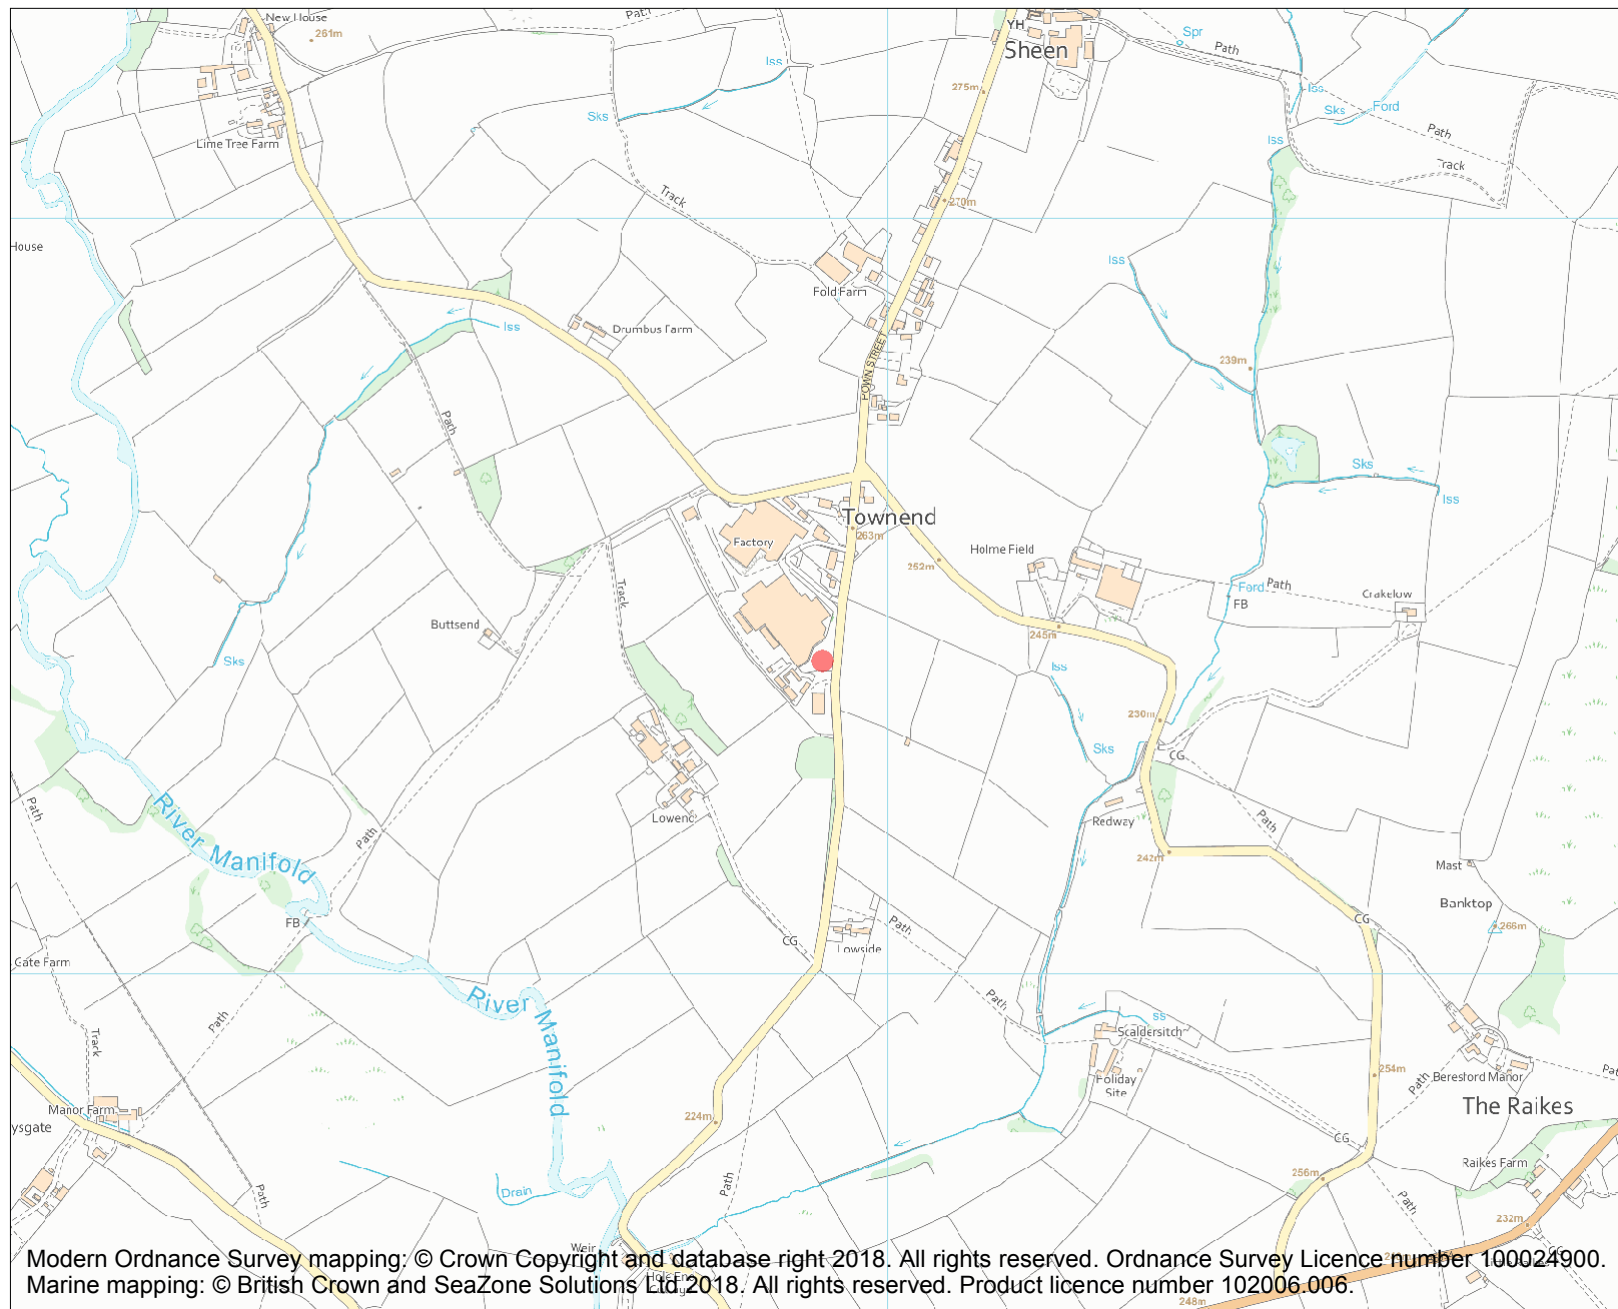 New House
261m
Path
YH
Sheen
Spr
Path
Iss
275m
Iss
Sks
Ford
Sks
Path
Iss
Lime Tree Farm
Track
Track
270m
House
Iss
Fold Farm
Iss
Drumbus Farm
239m
Path
Sks
Iss
Townend
263m
Factory
262m
Holme Field
Ford
Path
FB
Crakelow
Track
Buttsend
245m
Sks
Iss
230m
Sks
CG
Path
River Manifold
Path
Lowend
Redway
Path
242m
Mast
Banktop
266m
CG
FB
Path
CG
Lowside
Gate Farm
River Manifold
Path
Path
Track
Scaldersitch
Holiday
Site
254m
Path
Beresford Manor
The Raikes
Manor Farm
224m
CG
Raikes Farm
256m
Path
Path
Path
Drain
232m
Weir
248m
Modern Ordnance Survey mapping: © Crown Copyright and database right 2018. All rights reserved. Ordnance Survey Licence number 100024900.
Marine mapping: © British Crown and SeaZone Solutions Ltd 2018. All rights reserved. Product licence number 102006.006.